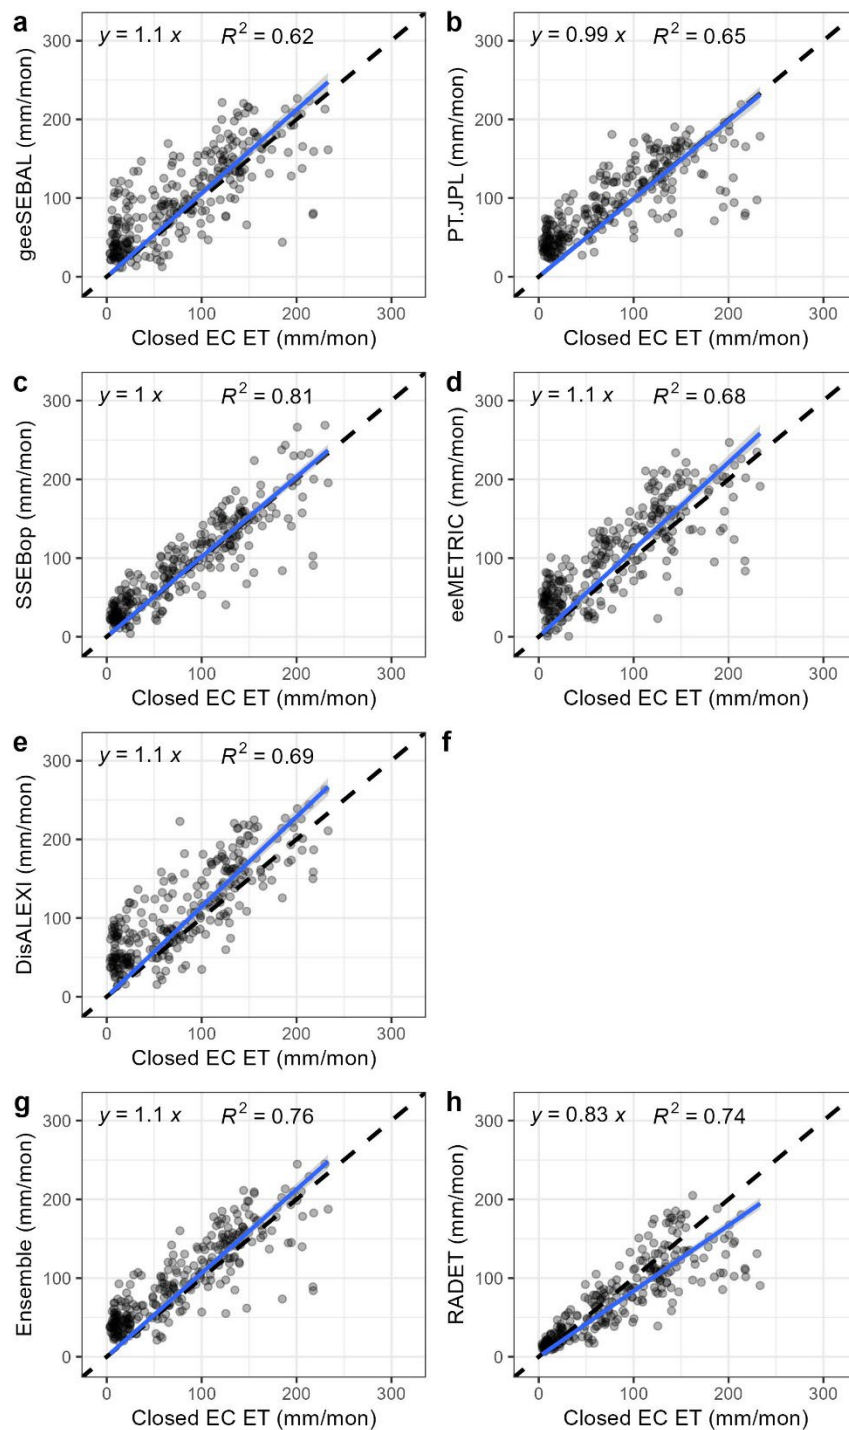 a
y = 1.1 x R² = 0.62
300
200
100
0
geeSEBAL (mm/mon)
0 100 200 300
Closed EC ET (mm/mon)
b
y = 0.99 x R² = 0.65
300
200
100
0
PT.JPL (mm/mon)
0 100 200 300
Closed EC ET (mm/mon)
c
y = 1 x R² = 0.81
300
200
100
0
SSEBop (mm/mon)
0 100 200 300
Closed EC ET (mm/mon)
d
y = 1.1 x R² = 0.68
300
200
100
0
eeMETRIC (mm/mon)
0 100 200 300
Closed EC ET (mm/mon)
e
y = 1.1 x R² = 0.69
300
200
100
0
DisALEXI (mm/mon)
0 100 200 300
Closed EC ET (mm/mon)
f
g
y = 1.1 x R² = 0.76
300
200
100
0
Ensemble (mm/mon)
0 100 200 300
Closed EC ET (mm/mon)
h
y = 0.83 x R² = 0.74
300
200
100
0
RADET (mm/mon)
0 100 200 300
Closed EC ET (mm/mon)